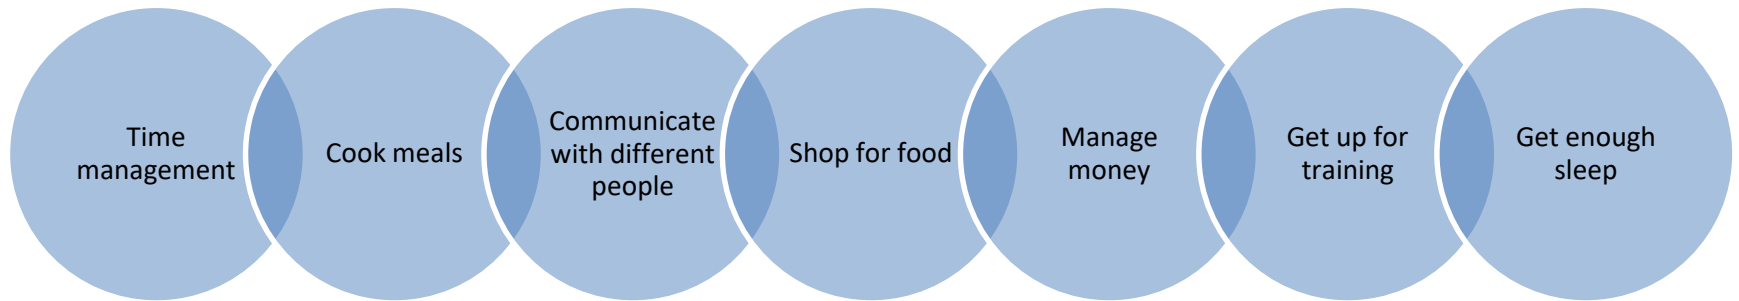 Time
management
Cook meals
Communicate
with different
people
Shop for food
Manage
money
Get up for
training
Get enough
sleep